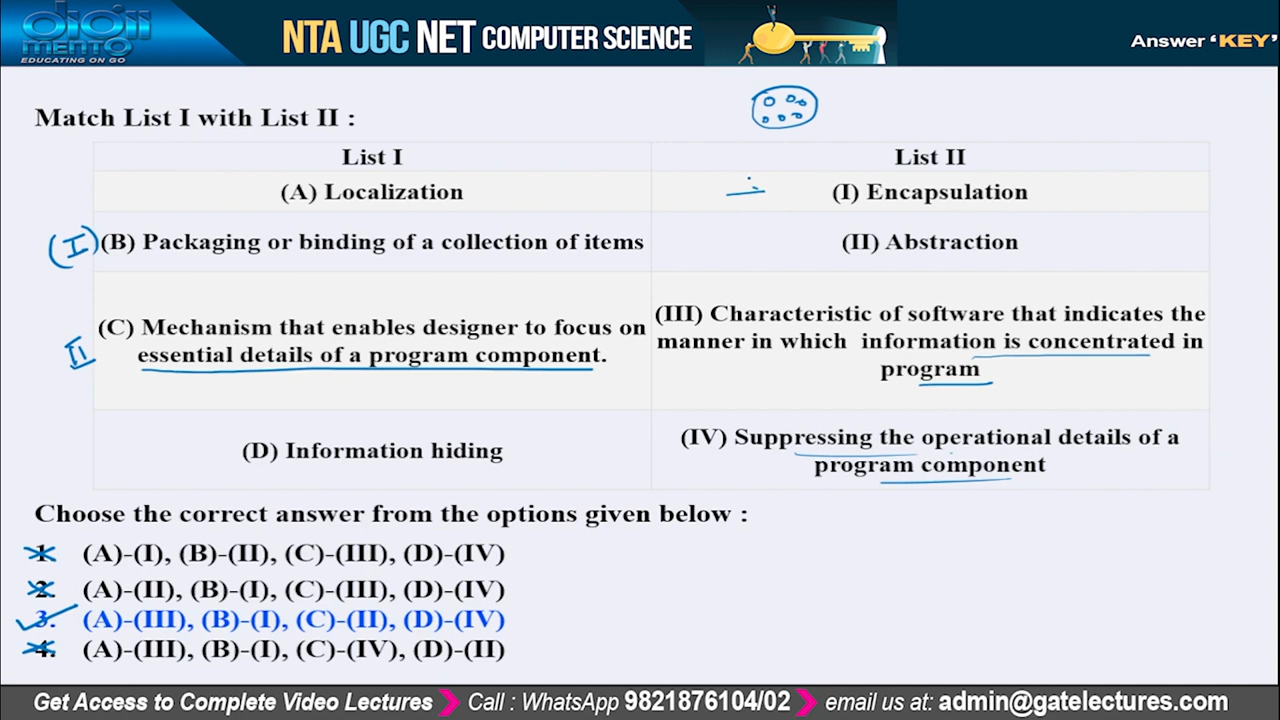 didji
MENTO
EDUCATING ON GO
NTA UGC NET COMPUTER SCIENCE
Answer ‘KEY’
Match List I with List II :
List I
List II
(A) Localization
(I) Encapsulation
(I)
(B) Packaging or binding of a collection of items
(II) Abstraction
II
(C) Mechanism that enables designer to focus on
essential details of a program component.
(III) Characteristic of software that indicates the
manner in which information is concentrated in
program
(D) Information hiding
(IV) Suppressing the operational details of a
program component
Choose the correct answer from the options given below :
1. (A)-(I), (B)-(II), (C)-(III), (D)-(IV)
2. (A)-(II), (B)-(I), (C)-(III), (D)-(IV)
3. (A)-(III), (B)-(I), (C)-(II), (D)-(IV)
4. (A)-(III), (B)-(I), (C)-(IV), (D)-(II)
Get Access to Complete Video Lectures Call : WhatsApp 9821876104/02 email us at: admin@gatelectures.com